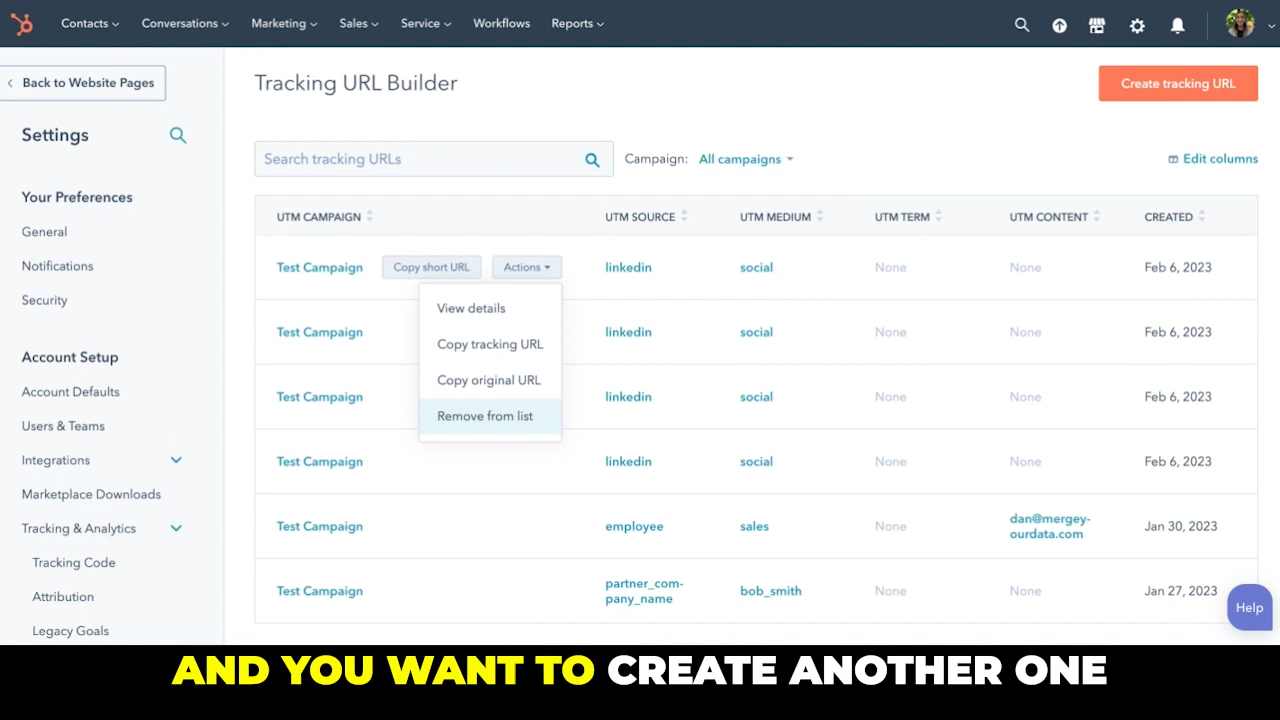 Contacts Conversations Marketing Sales Service Workflows Reports
Back to Website Pages
Settings
Your Preferences
General
Notifications
Security
Account Setup
Account Defaults
Users & Teams
Integrations
Marketplace Downloads
Tracking & Analytics
Tracking Code
Attribution
Legacy Goals
Tracking URL Builder
Create tracking URL
Search tracking URLs Campaign: All campaigns Edit columns
UTM CAMPAIGN UTM SOURCE UTM MEDIUM UTM TERM UTM CONTENT CREATED
Test Campaign Copy short URL Actions linkedin social None None Feb 6, 2023
View details
Copy tracking URL
Copy original URL
Remove from list
Test Campaign linkedin social None None Feb 6, 2023
Test Campaign linkedin social None None Feb 6, 2023
Test Campaign linkedin social None None Feb 6, 2023
Test Campaign employee sales None dan@mergey-
ourdata.com Jan 30, 2023
Test Campaign partner_com-
pany_name bob_smith None None Jan 27, 2023
Help
AND YOU WANT TO CREATE ANOTHER ONE